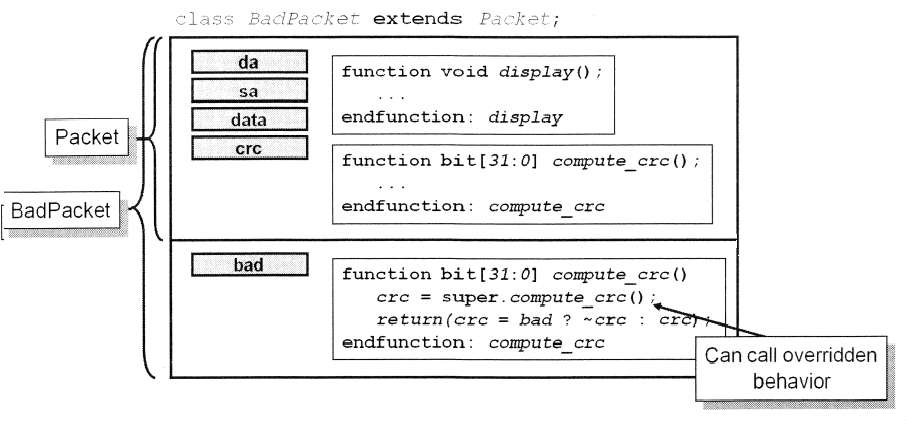 class BadPacket extends Packet;
da
sa
data
crc
function void display();
...
endfunction: display
function bit[31:0] compute_crc();
...
endfunction: compute_crc
Packet
BadPacket
bad
function bit[31:0] compute_crc()
crc = super.compute_crc();
return(crc = bad ? ~crc : crc);
endfunction: compute_crc
Can call overridden
behavior